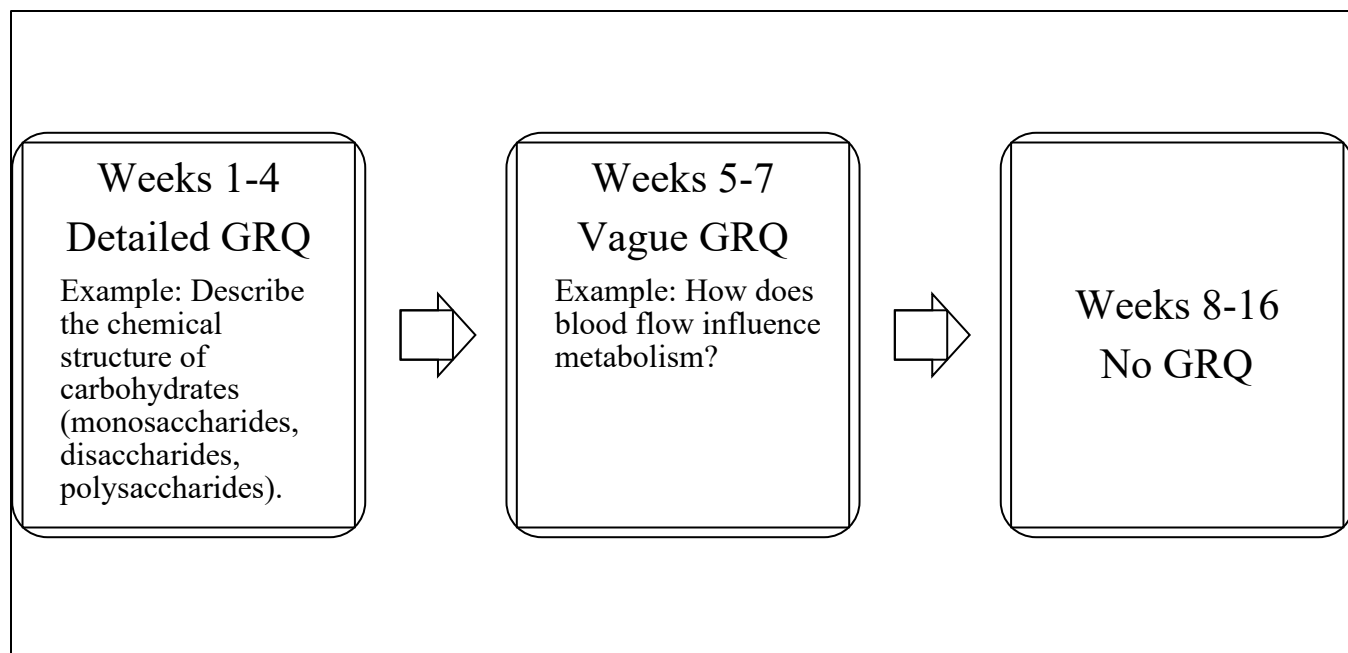 Weeks 1-4
Detailed GRQ
Example: Describe
the chemical
structure of
carbohydrates
(monosaccharides,
disaccharides,
polysaccharides).
Weeks 5-7
Vague GRQ
Example: How does
blood flow influence
metabolism?
Weeks 8-16
No GRQ